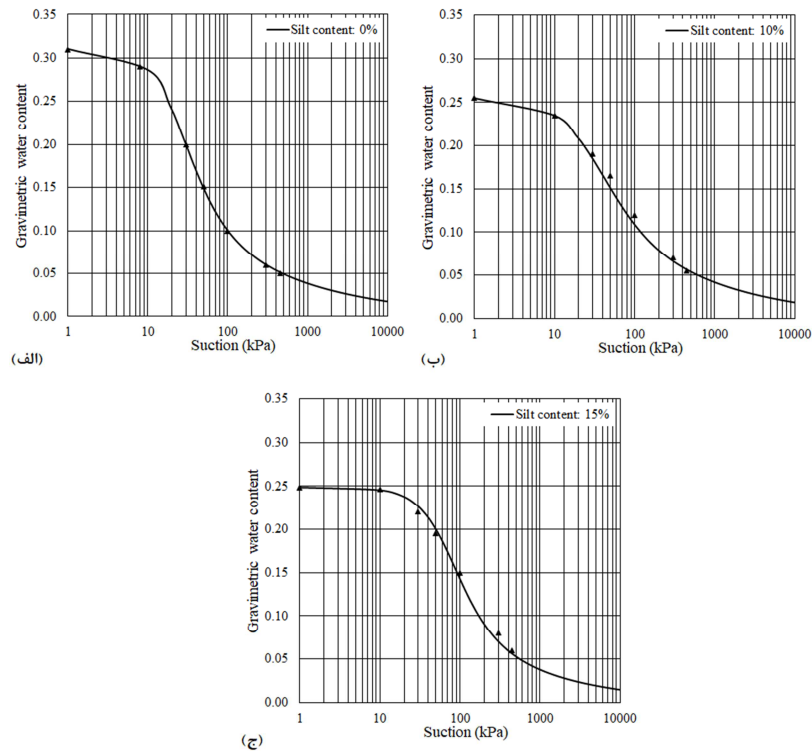 Silt content: 0%
Gravimetric water content
0.35
0.30
0.25
0.20
0.15
0.10
0.05
0.00
1 10 100 1000 10000
Suction (kPa)
(الف)
Silt content: 10%
Gravimetric water content
0.35
0.30
0.25
0.20
0.15
0.10
0.05
0.00
1 10 100 1000 10000
Suction (kPa)
(ب)
Silt content: 15%
Gravimetric water content
0.35
0.30
0.25
0.20
0.15
0.10
0.05
0.00
1 10 100 1000 10000
Suction (kPa)
(ج)